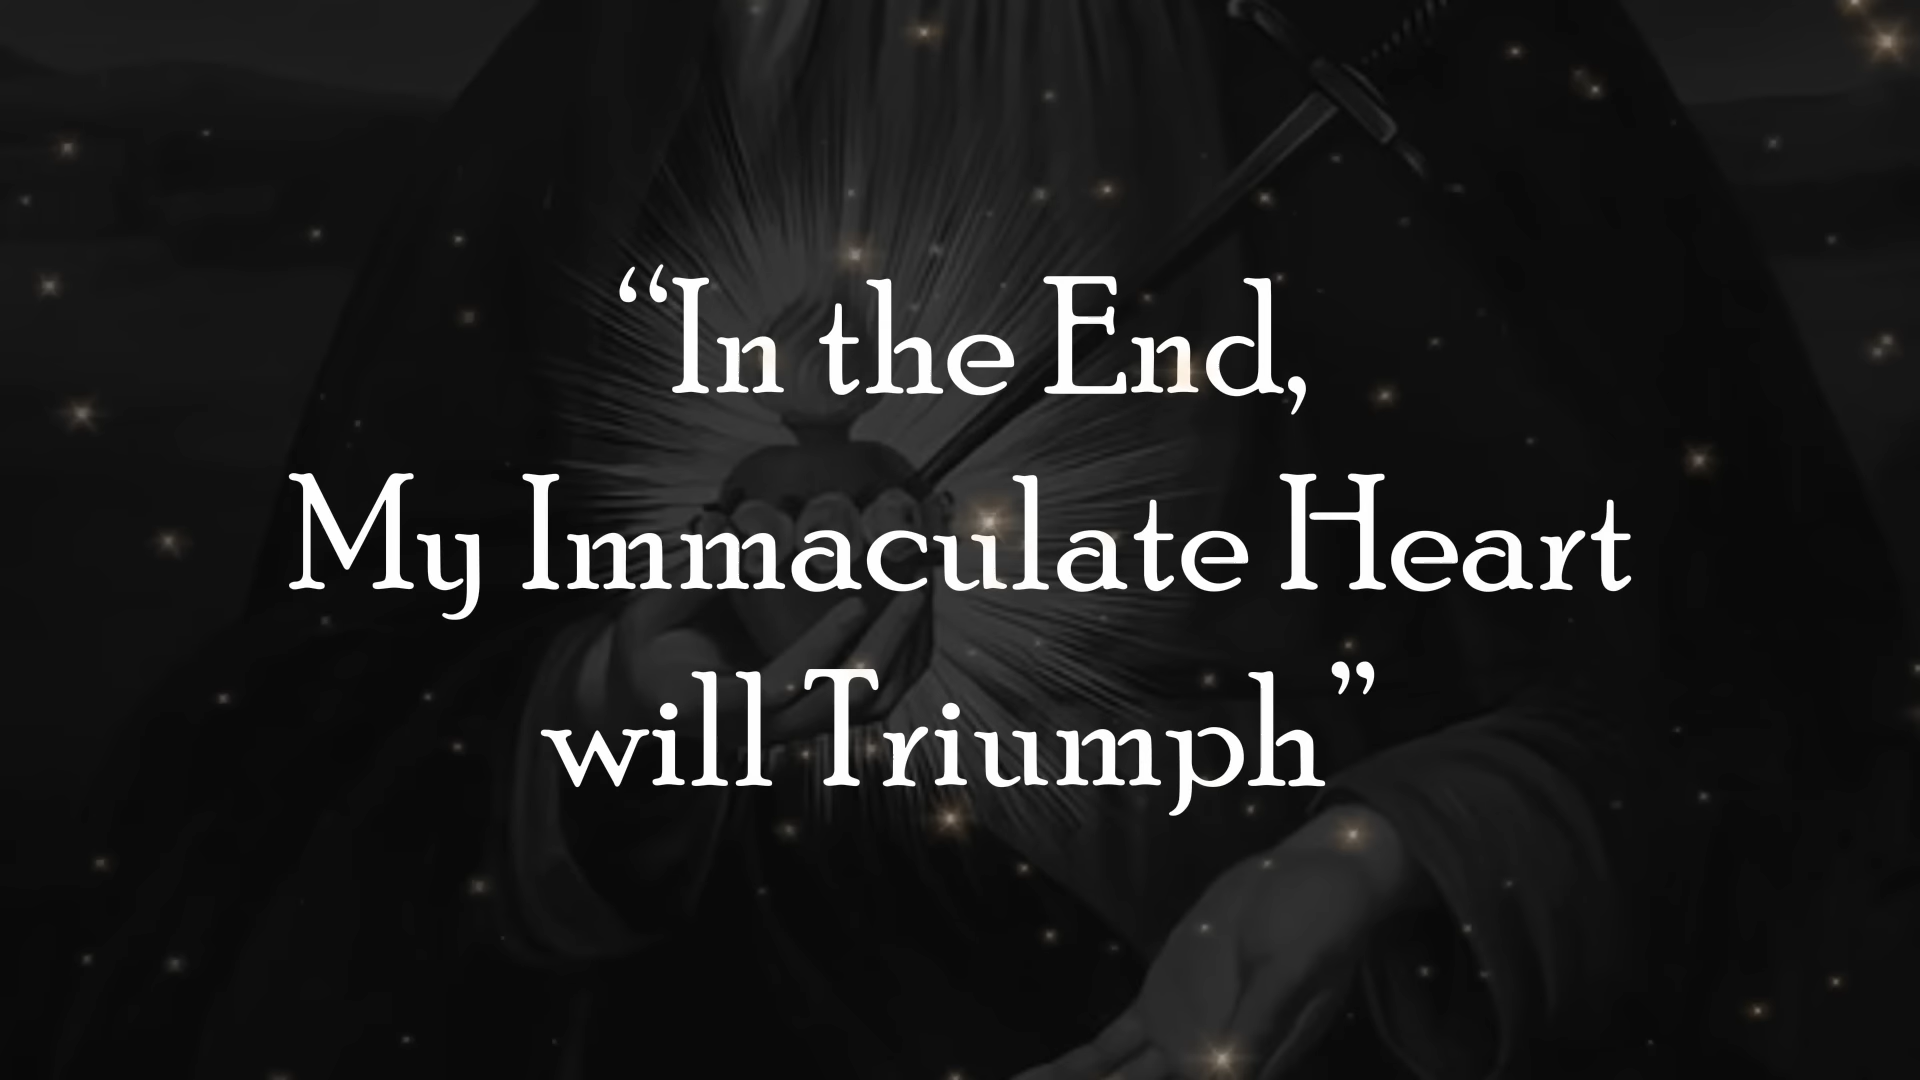 “In the End,
My Immaculate Heart
will Triumph”